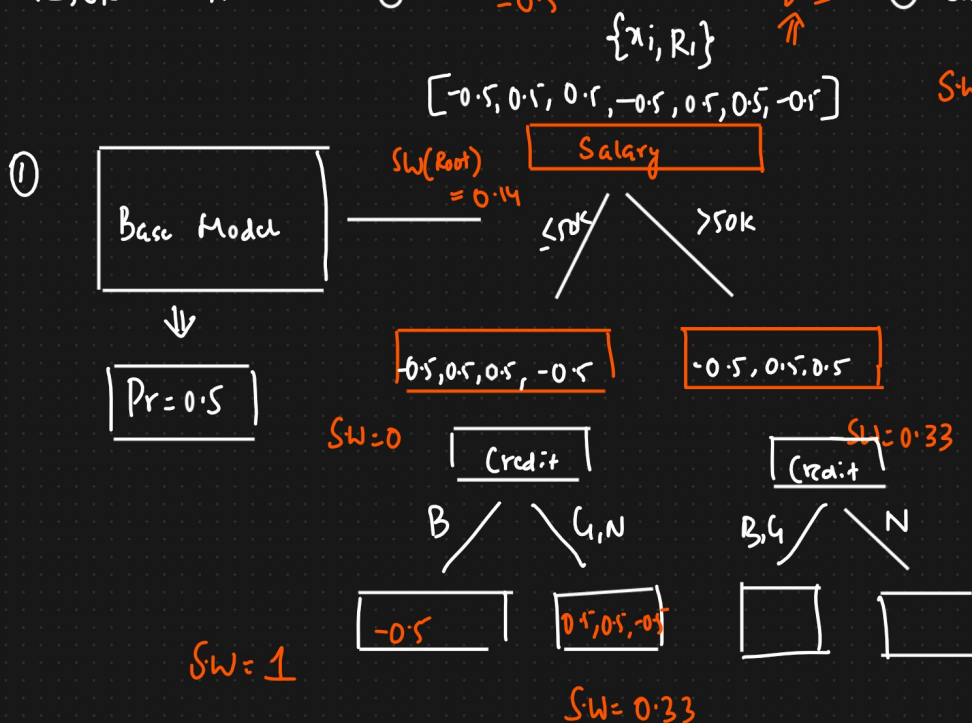 -0.5
{xi, R1}
[-0.5, 0.5, 0.5, -0.5, 0.5, 0.5, -0.5]
①
Base Model
SW(Root)
= 0.14
Salary
≤50K
>50K
Pr=0.5
-0.5, 0.5, 0.5, -0.5
-0.5, 0.5, 0.5
S.W=0
SW=0.33
Credit
Credit
B
G,N
B,G
N
-0.5
0.5, 0.5, -0.5
S.W= 1
S.W= 0.33